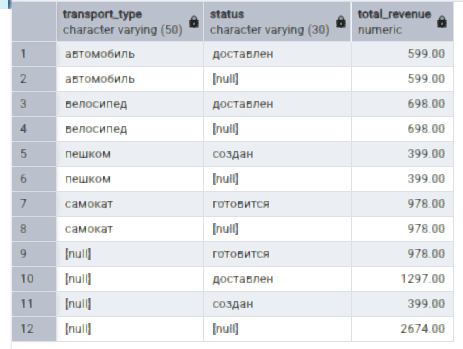 transport_type status total_revenue
character varying (50) character varying (30) numeric
1 автомобиль доставлен 599.00
2 автомобиль [null] 599.00
3 велосипед доставлен 698.00
4 велосипед [null] 698.00
5 пешком создан 399.00
6 пешком [null] 399.00
7 самокат готовится 978.00
8 самокат [null] 978.00
9 [null] готовится 978.00
10 [null] доставлен 1297.00
11 [null] создан 399.00
12 [null] [null] 2674.00